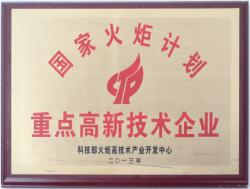 国家火炬计划
重点高新技术企业
科技部火炬高技术产业开发中心
二〇一三年